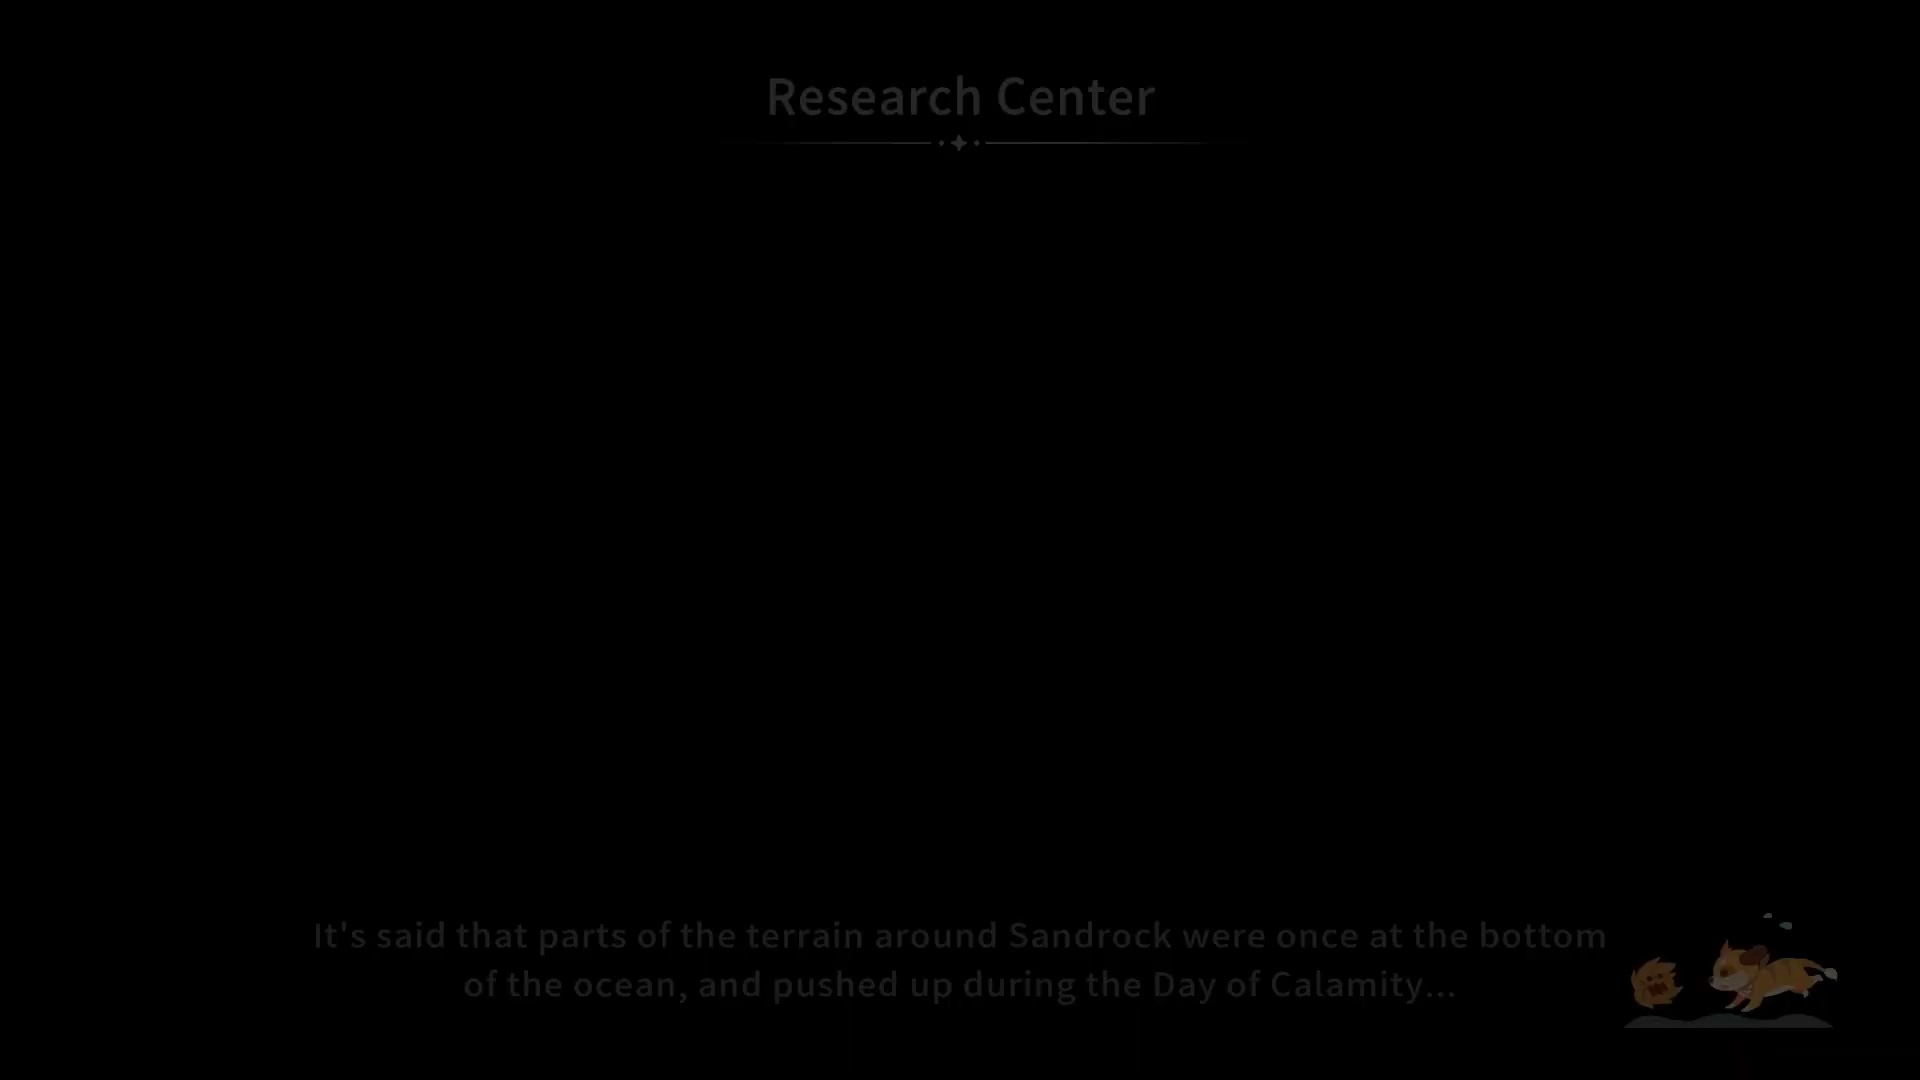 Research Center
It's said that parts of the terrain around Sandrock were once at the bottom
of the ocean, and pushed up during the Day of Calamity...